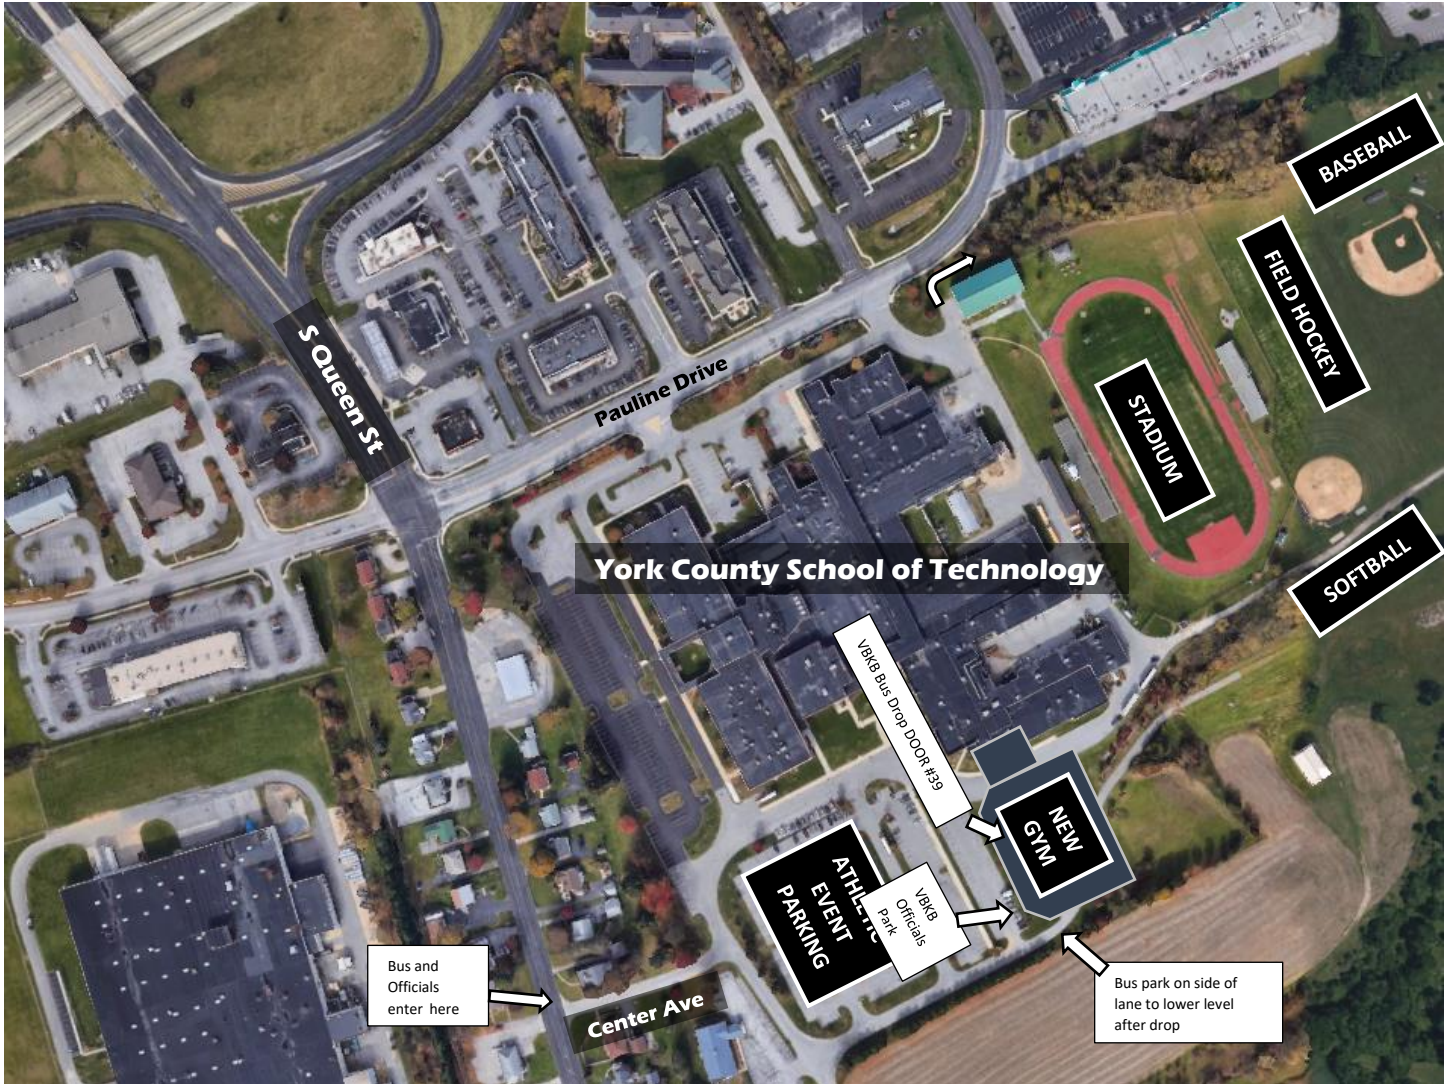 BASEBALL
FIELD HOCKEY
S Queen St
Pauline Drive
STADIUM
SOFTBALL
York County School of Technology
VBKB Bus Drop DOOR #39
NEW
GYM
ATHLETIC
EVENT
PARKING
VBKB
Officials
Park
Bus and
Officials
enter here
Center Ave
Bus park on side of
lane to lower level
after drop